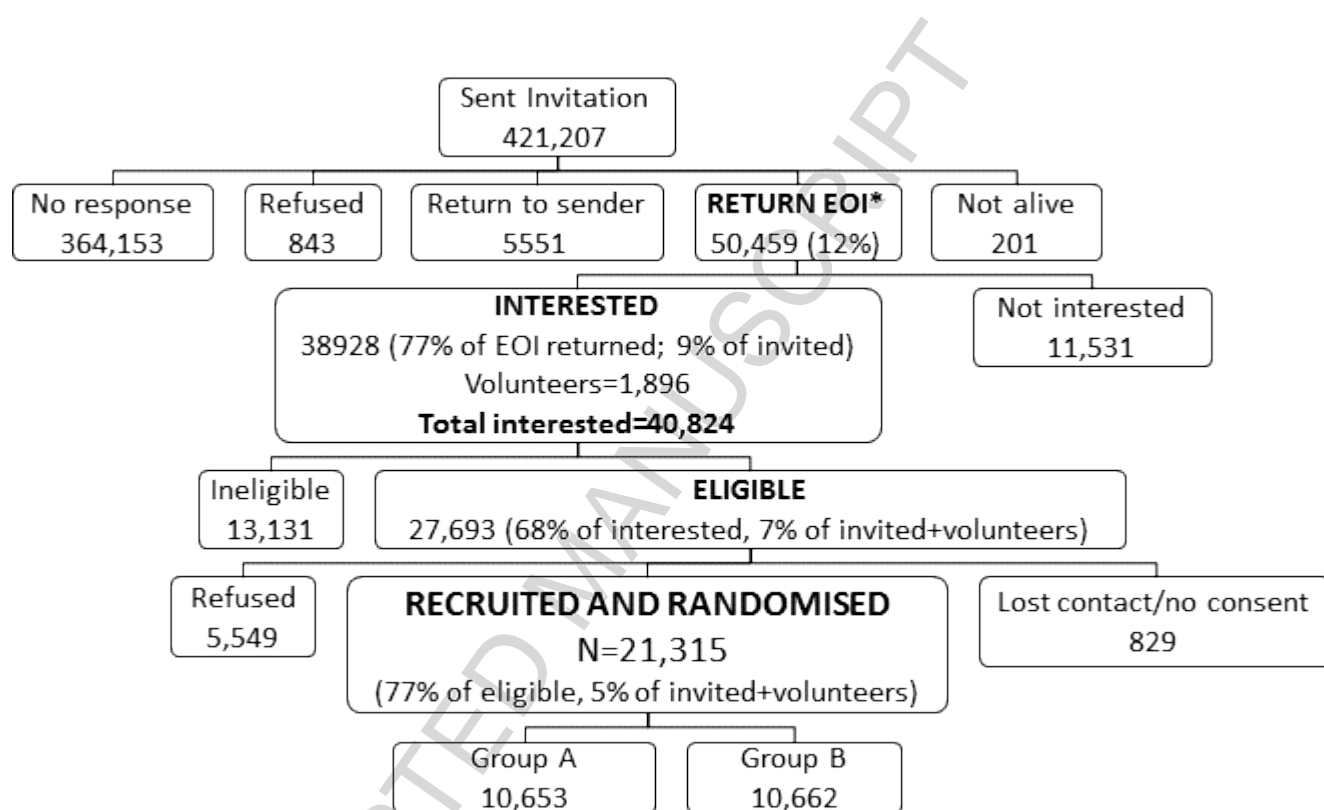 Sent Invitation
421,207
No response
364,153
Refused
843
Return to sender
5551
RETURN EOI*
50,459 (12%)
Not alive
201
INTERESTED
38928 (77% of EOI returned; 9% of invited)
Volunteers=1,896
Total interested=40,824
Not interested
11,531
Ineligible
13,131
ELIGIBLE
27,693 (68% of interested, 7% of invited+volunteers)
Refused
5,549
RECRUITED AND RANDOMISED
N=21,315
(77% of eligible, 5% of invited+volunteers)
Lost contact/no consent
829
Group A
10,653
Group B
10,662
PTED MANUSCRIPT